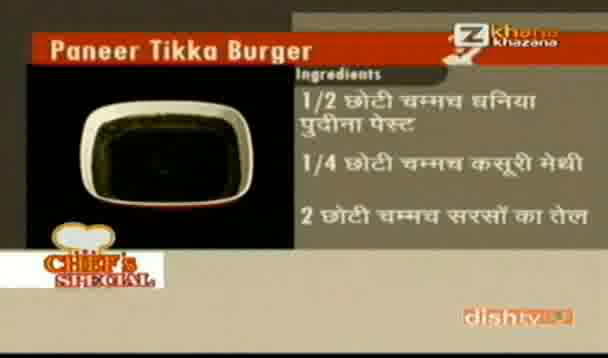 Paneer Tikka Burger
Z khana
khazana
Ingredients
1/2 छोटी चम्मच धनिया
पुदीना पेस्ट
1/4 छोटी चम्मच कसूरी मेथी
2 छोटी चम्मच सरसों का तेल
CHEF's
SPECIAL
dishtv